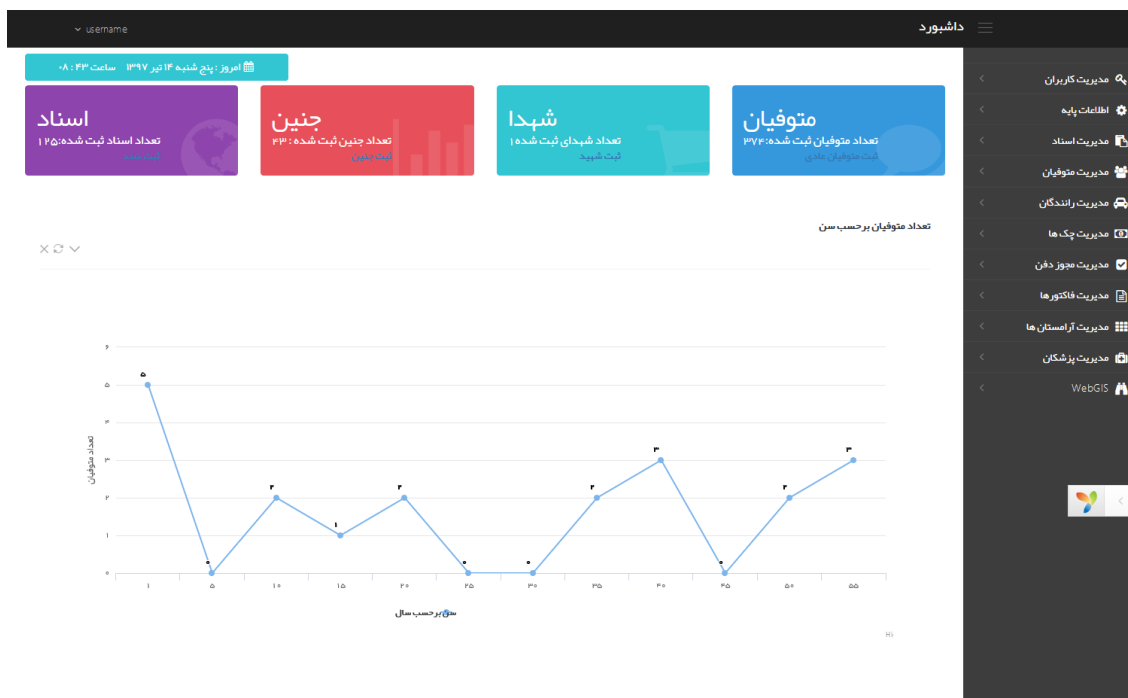 داشبورد
username
مدیریت کاربران
اطلاعات پایه
مدیریت اسناد
مدیریت متوفیان
مدیریت رانندگان
مدیریت چک ها
مدیریت مجوز دفن
مدیریت فاکتورها
مدیریت آرامستان ها
مدیریت پزشکان
WebGIS
امروز : پنج شنبه ۱۴ تیر ۱۳۹۷ ساعت ۰۸ : ۴۳
متوفیان
تعداد متوفیان ثبت شده:۳۷۴
ثبت متوفیان عادی
شهدا
تعداد شهدای ثبت شده۱
ثبت شهید
جنین
تعداد جنین ثبت شده : ۴۳
ثبت جنین
اسناد
تعداد اسناد ثبت شده:۱۲۵
ثبت سند
تعداد متوفیان برحسب سن
تعداد متوفیان
۶
۵
۴
۳
۲
۱
۰
۵ ۰ ۲ ۱ ۲ ۰ ۰ ۲ ۳ ۰ ۲ ۳
۱ ۵ ۱۰ ۱۵ ۲۰ ۲۵ ۳۰ ۳۵ ۴۰ ۴۵ ۵۰ ۵۵
سن برحسب سال